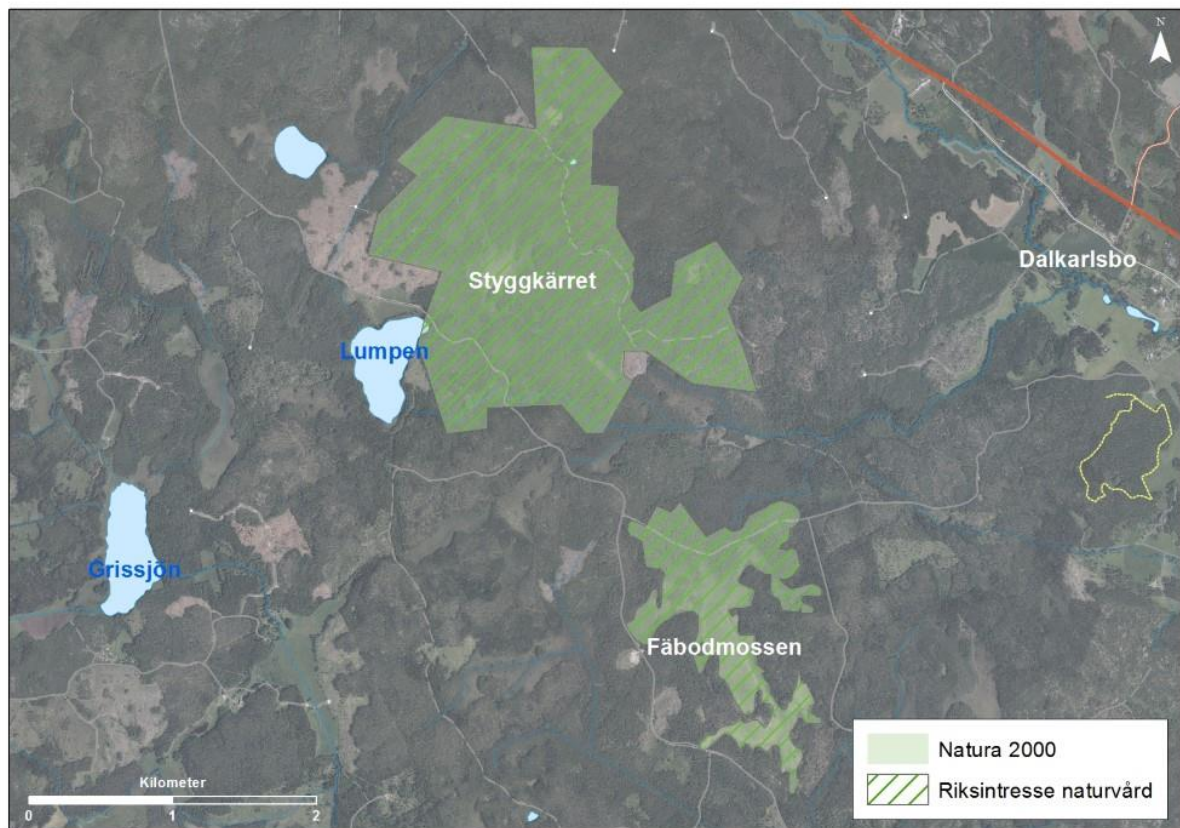 N
Dalkarlsbo
Styggkärret
Lumpen
Grissjön
Fäbodmossen
Natura 2000
Riksintresse naturvård
Kilometer
0 1 2